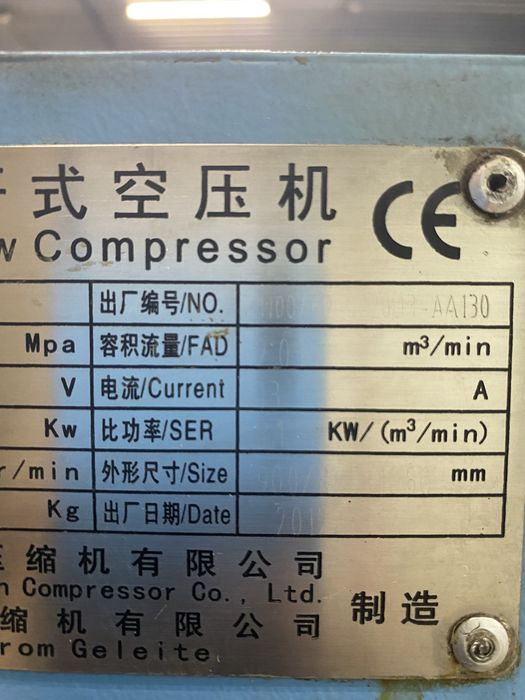 式空压机 CE
Compressor
出厂编号/NO. AA130
Mpa 容积流量/FAD m³/min
V 电流/Current A
Kw 比功率/SER KW/(m³/min)
r/min 外形尺寸/Size mm
Kg 出厂日期/Date
缩机有限公司
Compressor Co., Ltd.
缩机有限公司 制造
rom Geleite